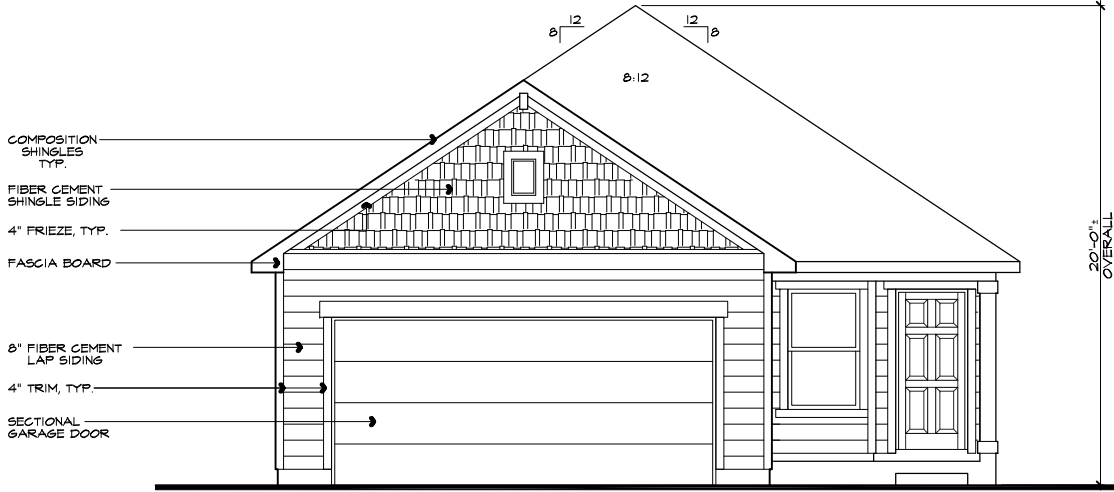 12
8
12
8
8:12
COMPOSITION
SHINGLES
TYP.
FIBER CEMENT
SHINGLE SIDING
4" FRIEZE, TYP.
FASCIA BOARD
8" FIBER CEMENT
LAP SIDING
4" TRIM, TYP.
SECTIONAL
GARAGE DOOR
20'-0"±
OVERALL